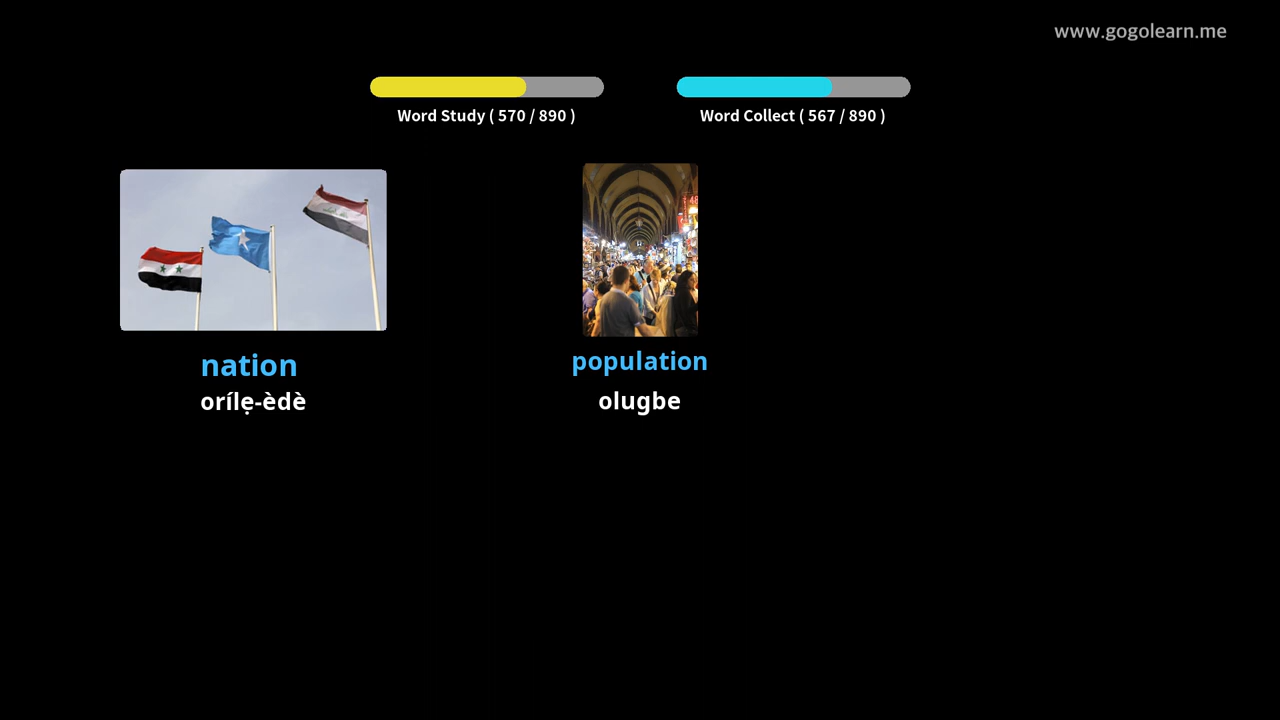 www.gogolearn.me
Word Study ( 570 / 890 )
Word Collect ( 567 / 890 )
nation
orílẹ-èdè
population
olugbe